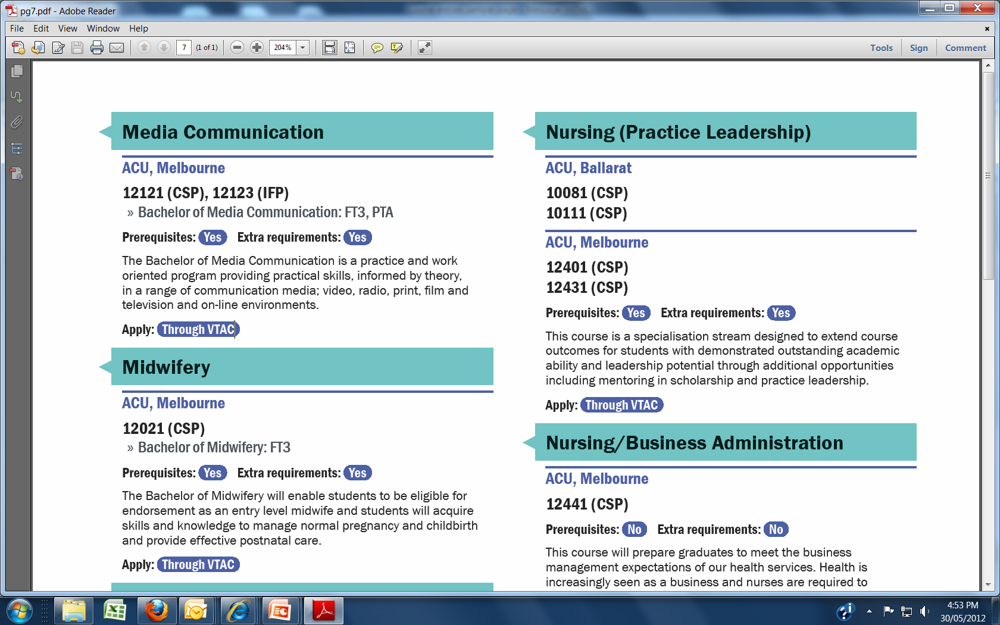 pg7.pdf - Adobe Reader
File Edit View Window Help
7 (1 of 1) 204% Tools Sign Comment
Media Communication
ACU, Melbourne
12121 (CSP), 12123 (IFP)
» Bachelor of Media Communication: FT3, PTA
Prerequisites: Yes Extra requirements: Yes
The Bachelor of Media Communication is a practice and work
oriented program providing practical skills, informed by theory,
in a range of communication media; video, radio, print, film and
television and on-line environments.
Apply: Through VTAC
Midwifery
ACU, Melbourne
12021 (CSP)
» Bachelor of Midwifery: FT3
Prerequisites: Yes Extra requirements: Yes
The Bachelor of Midwifery will enable students to be eligible for
endorsement as an entry level midwife and students will acquire
skills and knowledge to manage normal pregnancy and childbirth
and provide effective postnatal care.
Apply: Through VTAC
Nursing (Practice Leadership)
ACU, Ballarat
10081 (CSP)
10111 (CSP)
ACU, Melbourne
12401 (CSP)
12431 (CSP)
Prerequisites: Yes Extra requirements: Yes
This course is a specialisation stream designed to extend course
outcomes for students with demonstrated outstanding academic
ability and leadership potential through additional opportunities
including mentoring in scholarship and practice leadership.
Apply: Through VTAC
Nursing/Business Administration
ACU, Melbourne
12441 (CSP)
Prerequisites: No Extra requirements: No
This course will prepare graduates to meet the business
management expectations of our health services. Health is
increasingly seen as a business and nurses are required to
4:53 PM
30/05/2012